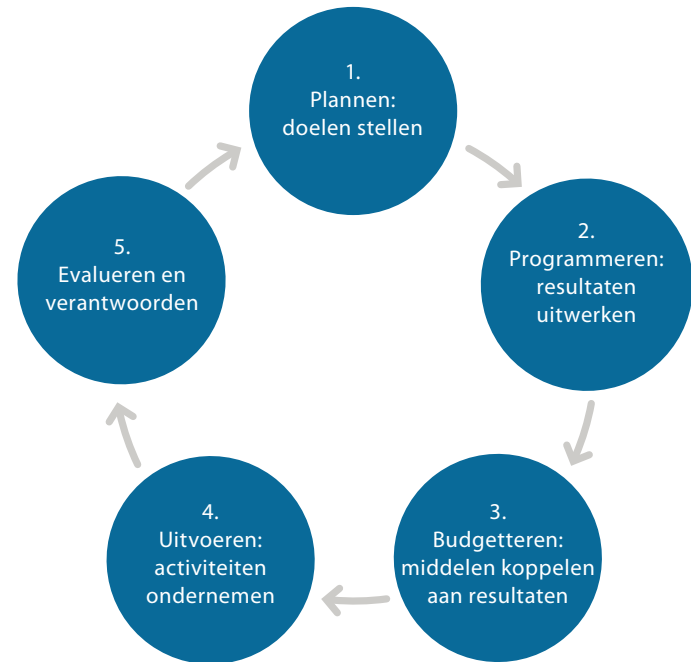 1.
Plannen:
doelen stellen
2.
Programmeren:
resultaten
uitwerken
3.
Budgetteren:
middelen koppelen
aan resultaten
4.
Uitvoeren:
activiteiten
ondernemen
5.
Evalueren en
verantwoorden